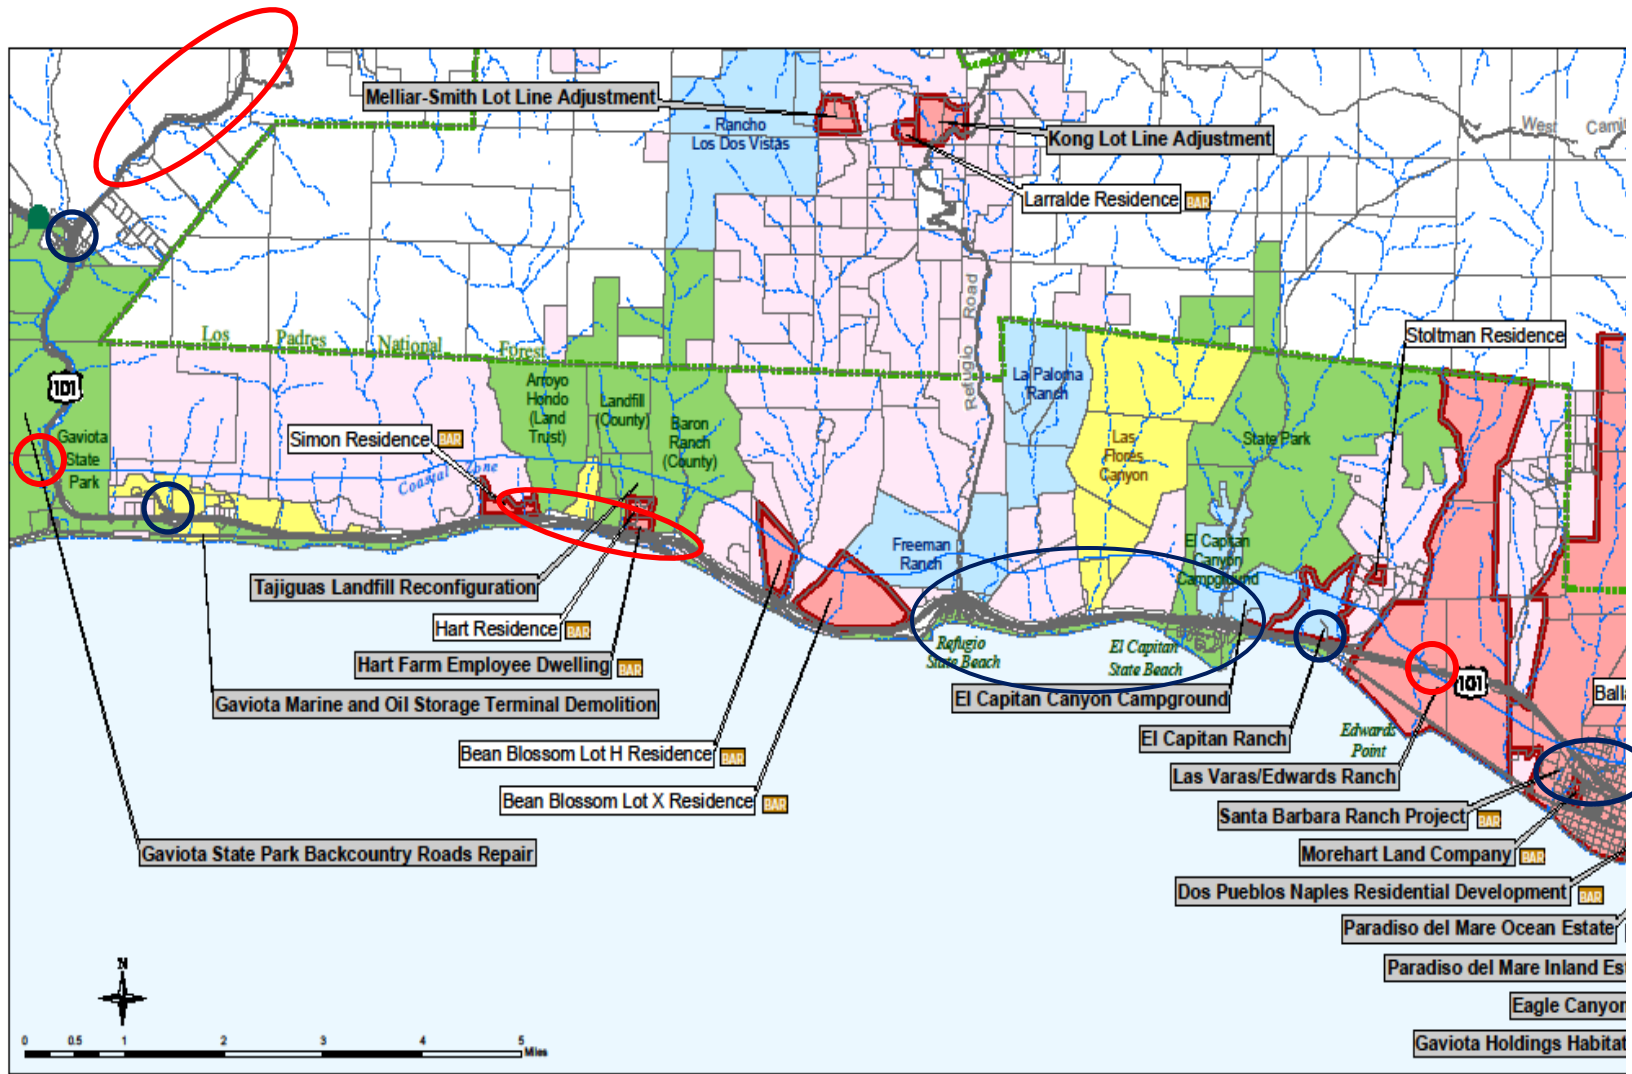 Melliar-Smith Lot Line Adjustment
Rancho
Los Dos Vistas
Kong Lot Line Adjustment
West
Larralde Residence BAR
Refugio Road
Los Padres National Forest
101
Stoltman Residence
La Paloma
Ranch
Arroyo
Hondo
(Land
Trust)
Landfill
(County)
Baron
Ranch
(County)
Simon Residence BAR
Gaviota
State
Park
Coastal Zone
Las
Flores
Canyon
State Park
Freeman
Ranch
El Capitan
Canyon
Campground
Tajiguas Landfill Reconfiguration
Hart Residence BAR
Hart Farm Employee Dwelling BAR
Gaviota Marine and Oil Storage Terminal Demolition
Refugio
State Beach
El Capitan
State Beach
El Capitan Canyon Campground
101
Bean Blossom Lot H Residence BAR
El Capitan Ranch
Edwards
Point
Las Varas/Edwards Ranch
Bean Blossom Lot X Residence BAR
Santa Barbara Ranch Project BAR
Gaviota State Park Backcountry Roads Repair
Morehart Land Company BAR
Dos Pueblos Naples Residential Development BAR
Paradiso del Mare Ocean Estate
Paradiso del Mare Inland Est
Eagle Canyon
Gaviota Holdings Habitat
N
0 0.5 1 2 3 4 5
Miles